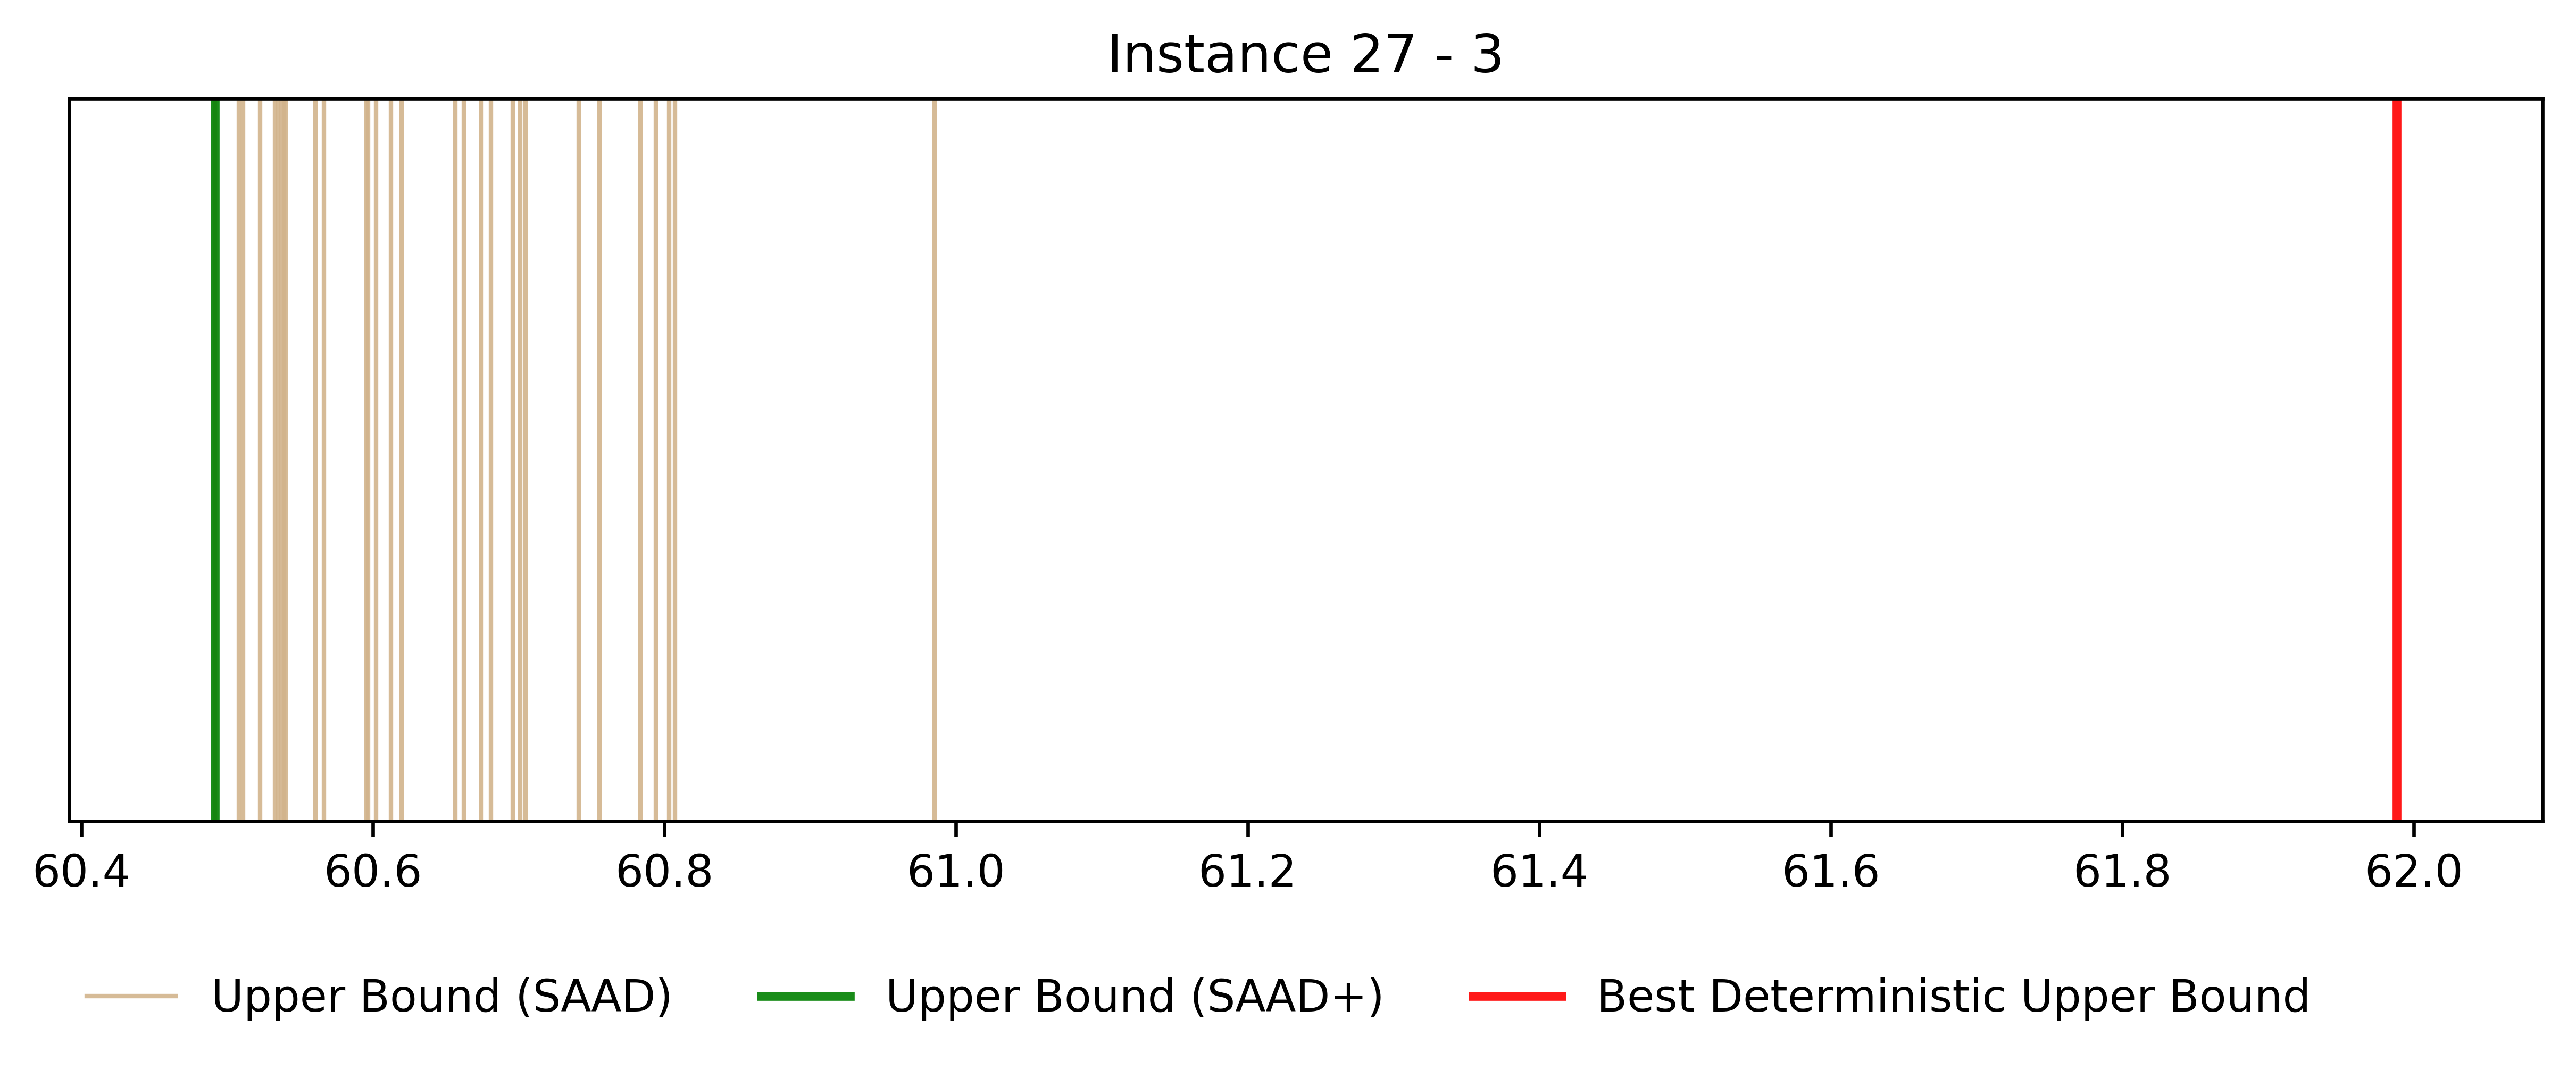 Instance 27 - 3
60.4 60.6 60.8 61.0 61.2 61.4 61.6 61.8 62.0
Upper Bound (SAAD) Upper Bound (SAAD+) Best Deterministic Upper Bound